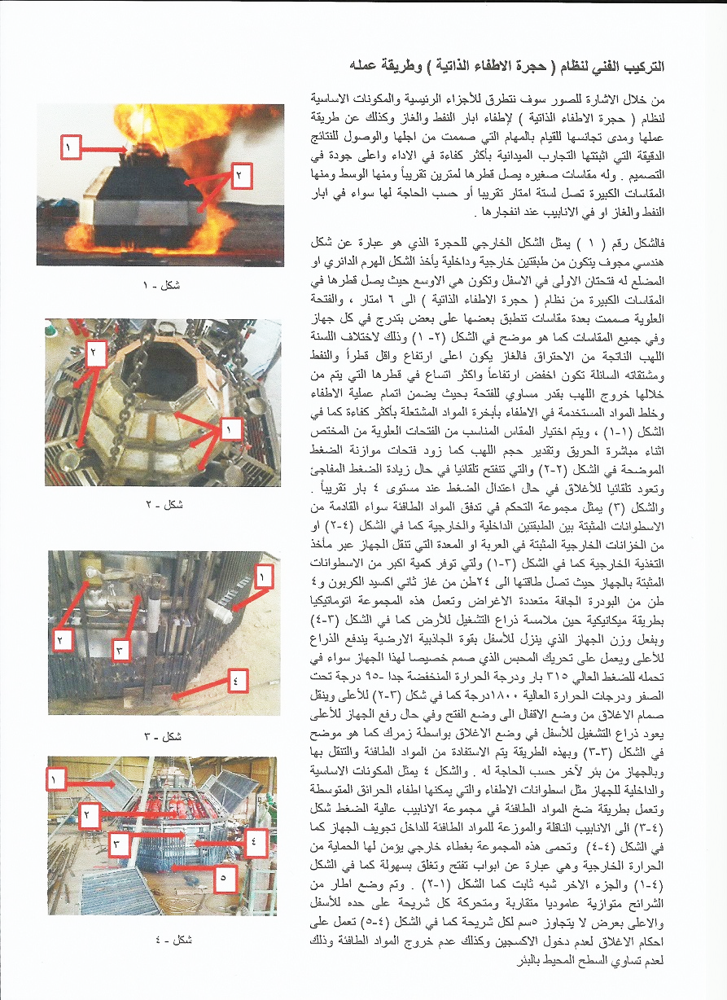 التركيب الفني لنظام ( حجرة الاطفاء الذاتية ) وطريقة عمله
من خلال الاشارة للصور سوف نتطرق للأجزاء الرئيسية والمكونات الاساسية
لنظام ( حجرة الاطفاء الذاتية ) لإطفاء ابار النفط والغاز وكذلك عن طريقة
عملها ومدى تجانسها للقيام بالمهام التي صممت من اجلها والوصول للنتائج
الدقيقة التي اثبتتها التجارب الميدانية بأكثر كفاءة في الاداء واعلى جودة في
التصميم . وله مقاسات صغيره يصل قطرها لمترين تقريباً ومنها الوسط ومنها
المقاسات الكبيرة تصل لستة امتار تقريبا أو حسب الحاجة لها سواء في ابار
النفط والغاز او في الانابيب عند انفجارها .
فالشكل رقم ( ١ ) يمثل الشكل الخارجي للحجرة الذي هو عبارة عن شكل
هندسي مجوف يتكون من طبقتين خارجية وداخلية يأخذ الشكل الهرم الدائري او
المضلع له فتحتان الاولى في الاسفل وتكون هي الاوسع حيث يصل قطرها في
المقاسات الكبيرة من نظام ( حجرة الاطفاء الذاتية ) الى ٦ امتار ، والفتحة
العلوية صممت بعدة مقاسات تنطبق بعضها على بعض بتدرج في كل جهاز
وفي جميع المقاسات كما هو موضح في الشكل (٢- ١) وذلك لاختلاف اللسنة
اللهب الناتجة من الاحتراق فالغاز يكون اعلى ارتفاع واقل قطراً والنفط
ومشتقاته السائلة تكون اخفض ارتفاعاً واكثر اتساع في قطرها التي يتم من
خلالها خروج اللهب بقدر مساوي للفتحة بحيث يضمن اتمام عملية الاطفاء
وخلط المواد المستخدمة في الاطفاء بأبخرة المواد المشتعلة بأكثر كفاءة كما في
الشكل (١-١) ، ويتم اختيار المقاس المناسب من الفتحات العلوية من المختص
اثناء مباشرة الحريق وتقدير حجم اللهب كما زود فتحات موازنة الضغط
الموضحة في الشكل (٢-٢) والتي تنفتح تلقائيا في حال زيادة الضغط المفاجئ
وتعود تلقائيا للأغلاق في حال اعتدال الضغط عند مستوى ٤ بار تقريباً .
والشكل (٣) يمثل مجموعة التحكم في تدفق المواد الطافئة سواء القادمة من
الاسطوانات المثبتة بين الطبقتين الداخلية والخارجية كما في الشكل (٤-٢) او
من الخزانات الخارجية المثبتة في العربة او المعدة التي تنقل الجهاز عبر مأخذ
التغذية الخارجية كما في الشكل (٣-١) ولتي توفر كمية اكبر من الاسطوانات
المثبتة بالجهاز حيث تصل طاقتها الى ٢٤طن من غاز ثاني اكسيد الكربون و٤
طن من البودرة الجافة متعددة الاغراض وتعمل هذه المجموعة اتوماتيكيا
بطريقة ميكانيكية حين ملامسة ذراع التشغيل للأرض كما في الشكل (٣-٤)
وبفعل وزن الجهاز الذي ينزل للأسفل بقوة الجاذبية الارضية يندفع الذراع
للأعلى ويعمل على تحريك المحبس الذي صمم خصيصا لهذا الجهاز سواء في
تحمله للضغط العالي ٣١٥ بار ودرجة الحرارة المنخفضة جدا -٩٥ درجة تحت
الصفر ودرجات الحرارة العالية ١٨٠٠درجة كما في شكل (٣-٢) للأعلى وينقل
صمام الاغلاق من وضع الاقفال الى وضع الفتح وفي حال رفع الجهاز للأعلى
يعود ذراع التشغيل للأسفل في وضع الاغلاق بواسطة زمرك كما هو موضح
في الشكل (٣-٣) وبهذه الطريقة يتم الاستفادة من المواد الطافئة والتنقل بها
وبالجهاز من بئر لآخر حسب الحاجة له . والشكل ٤ يمثل المكونات الاساسية
والداخلية للجهاز مثل اسطوانات الاطفاء والتي يمكنها اطفاء الحرائق المتوسطة
وتعمل بطريقة ضخ المواد الطافئة في مجموعة الانابيب عالية الضغط شكل
(٤-٣) الى الانابيب الناقلة والموزعة للمواد الطافئة للداخل تجويف الجهاز كما
في الشكل (٤-٤) وتحمى هذه المجموعة بغطاء خارجي يؤمن لها الحماية من
الحرارة الخارجية وهي عبارة عن ابواب تفتح وتغلق بسهولة كما في الشكل
(٤-١) والجزء الاخر شبه ثابت كما الشكل (١-٢) . وتم وضع اطار من
الشرائح متوازية عاموديا متقاربة ومتحركة كل شريحة على حده للأسفل
والاعلى بعرض لا يتجاوز ٥سم لكل شريحة كما في الشكل (٤-٥) تعمل على
احكام الاغلاق لعدم دخول الاكسجين وكذلك عدم خروج المواد الطافئة وذلك
لعدم تساوي السطح المحيط بالبئر
١
٢
شكل - ١
٢
١
شكل - ٢
١
٢
٣
٤
شكل - ٣
١
٢
٣
٤
٥
شكل - ٤